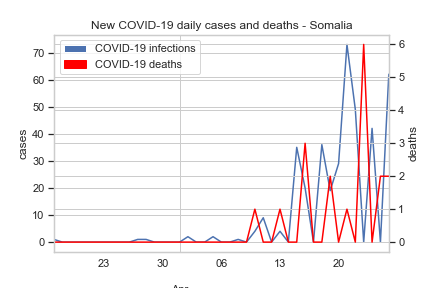 New COVID-19 daily cases and deaths - Somalia
COVID-19 infections
COVID-19 deaths
cases
70
60
50
40
30
20
10
0
deaths
6
5
4
3
2
1
0
23 30 06 13 20
Apr